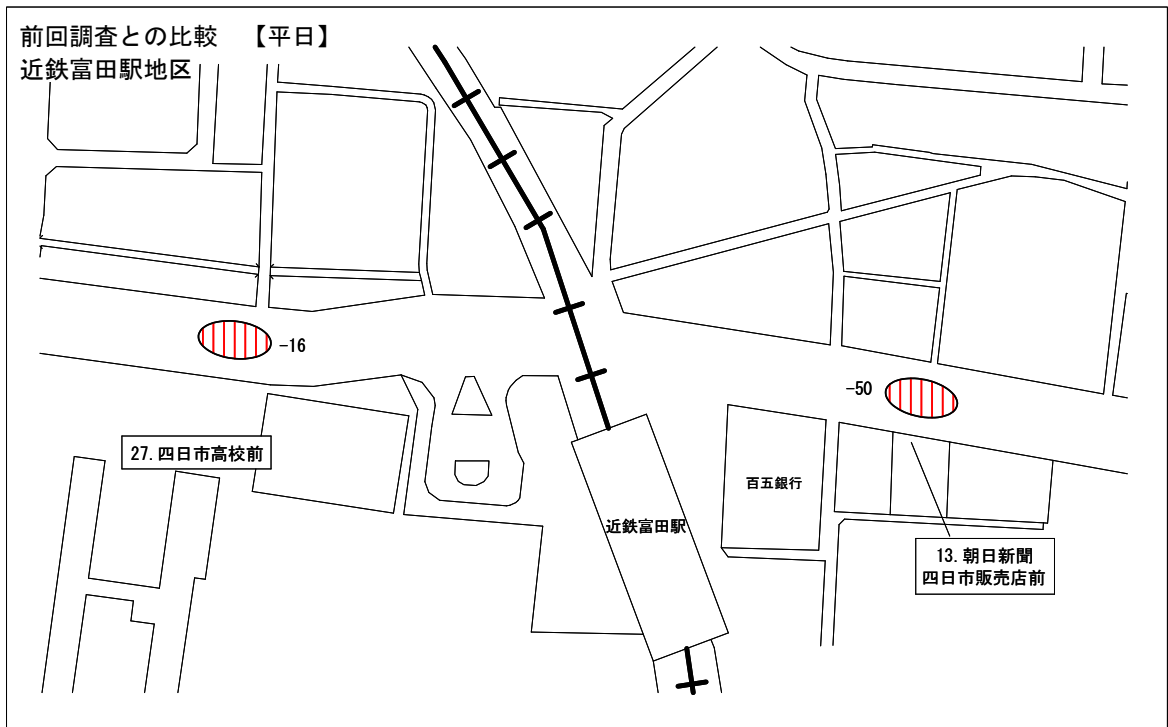 前回調査との比較　【平日】
近鉄富田駅地区
-16
-50
27.四日市高校前
百五銀行
近鉄富田駅
13.朝日新聞
四日市販売店前